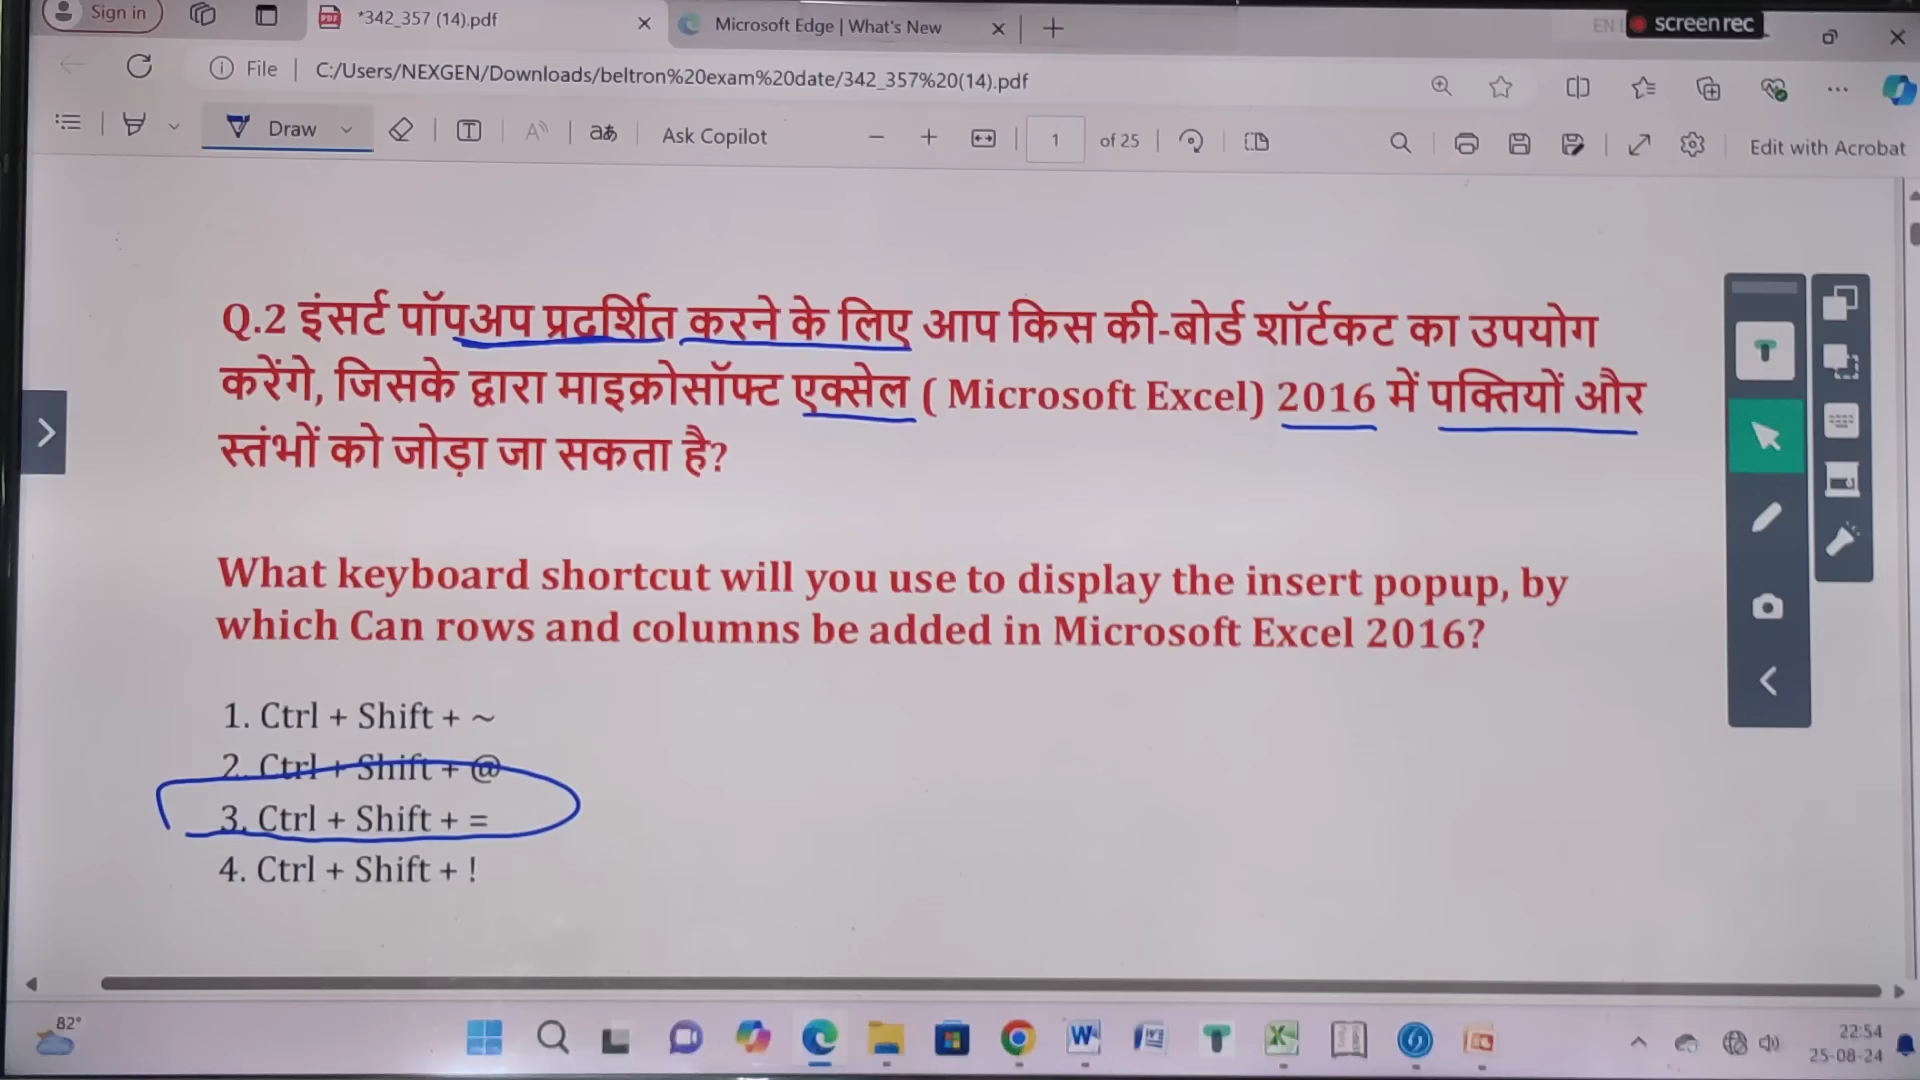 Sign in
*342_357 (14).pdf
Microsoft Edge | What's New
EN
screenrec
File
C:/Users/NEXGEN/Downloads/beltron%20exam%20date/342_357%20(14).pdf
Draw
aあ
Ask Copilot
1 of 25
Edit with Acrobat
Q.2 इंसर्ट पॉपअप प्रदर्शित करने के लिए आप किस की-बोर्ड शॉर्टकट का उपयोग
करेंगे, जिसके द्वारा माइक्रोसॉफ्ट एक्सेल ( Microsoft Excel) 2016 में पक्तियों और
स्तंभों को जोड़ा जा सकता है?
What keyboard shortcut will you use to display the insert popup, by
which Can rows and columns be added in Microsoft Excel 2016?
1. Ctrl + Shift + ~
2. Ctrl + Shift + @
3. Ctrl + Shift + =
4. Ctrl + Shift + !
82°
22:54
25-08-24